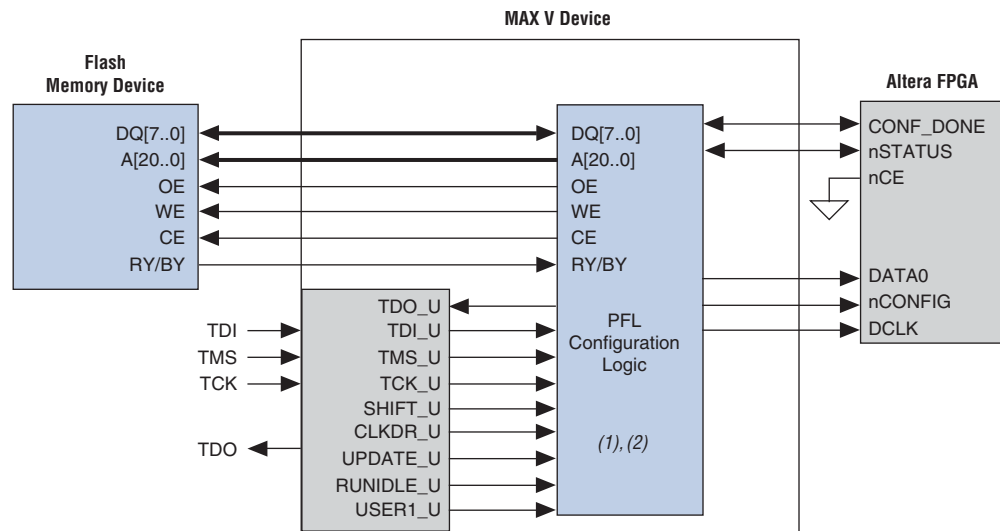 MAX V Device
Flash
Memory Device
Altera FPGA
DQ[7..0]
A[20..0]
OE
WE
CE
RY/BY
DQ[7..0]
A[20..0]
OE
WE
CE
RY/BY
PFL
Configuration
Logic
(1), (2)
CONF_DONE
nSTATUS
nCE
DATA0
nCONFIG
DCLK
TDI
TMS
TCK
TDO
TDO_U
TDI_U
TMS_U
TCK_U
SHIFT_U
CLKDR_U
UPDATE_U
RUNIDLE_U
USER1_U